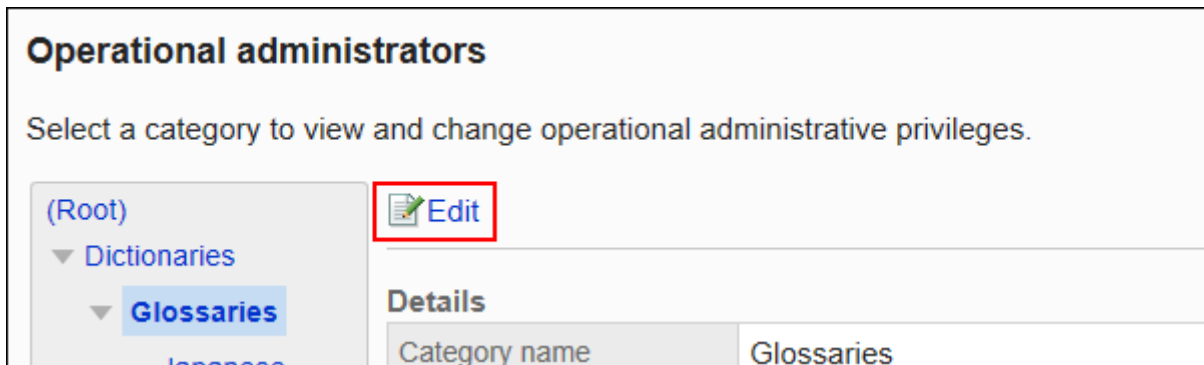 Operational administrators
Select a category to view and change operational administrative privileges.
(Root)
Edit
Dictionaries
Glossaries
Details
Category name
Glossaries
Japanese